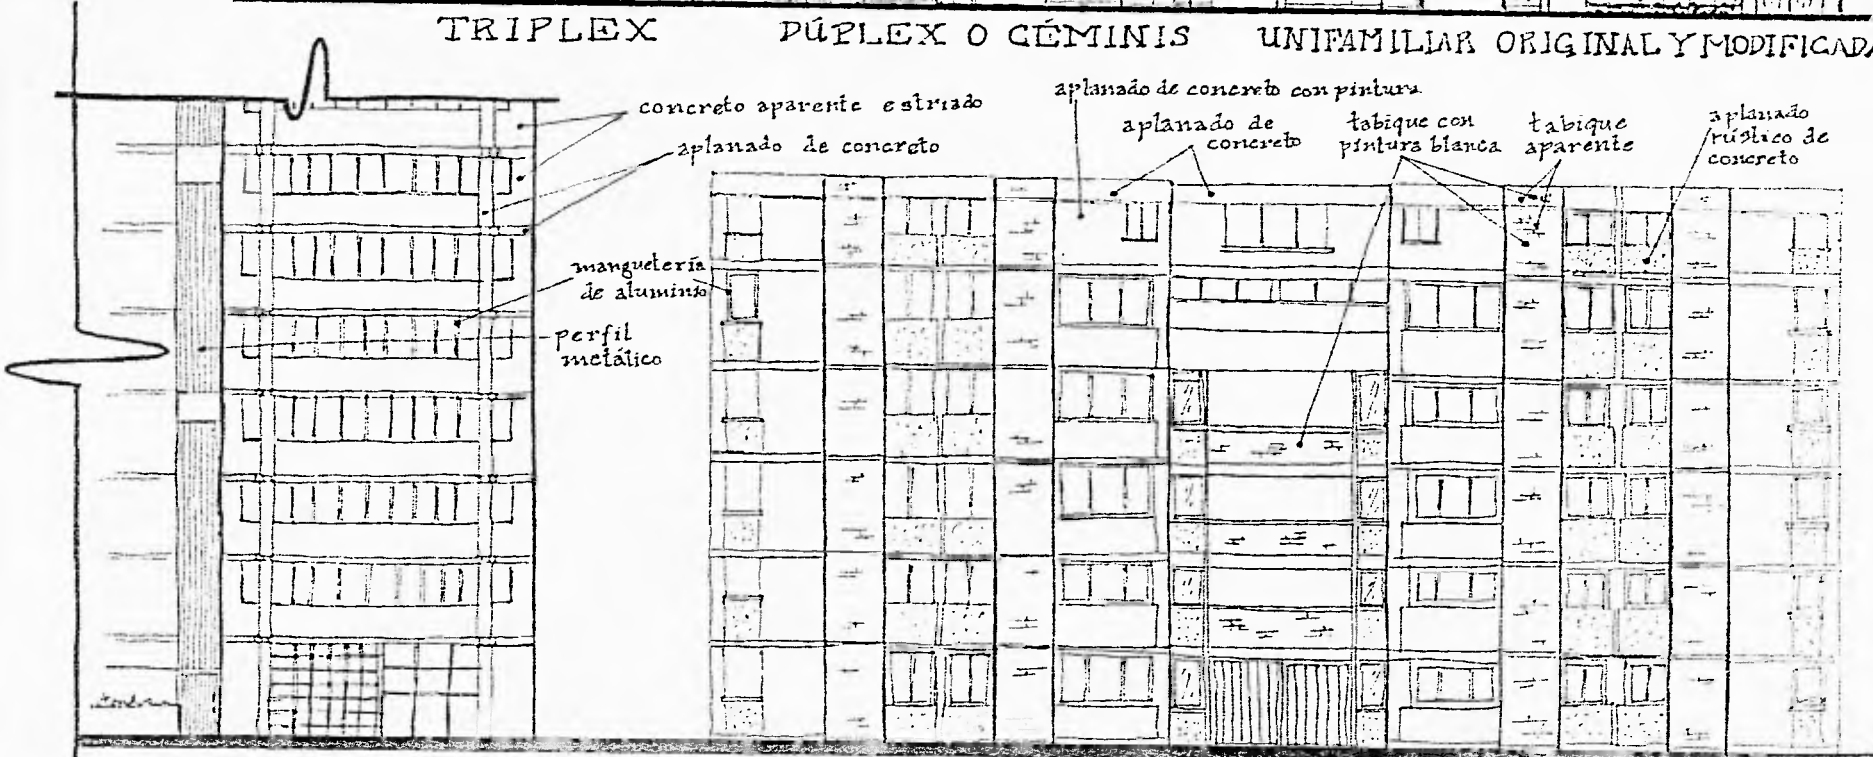 TRIPLEX
DÚPLEX O GÉMINIS
UNIFAMILIAR ORIGINAL Y MODIFICADA
concreto aparente estriado
aplanado de concreto
manguetería
de aluminio
perfil
metálico
aplanado de concreto con pintura
aplanado de
concreto
tabique con
pintura blanca
tabique
aparente
aplanado
rústico de
concreto